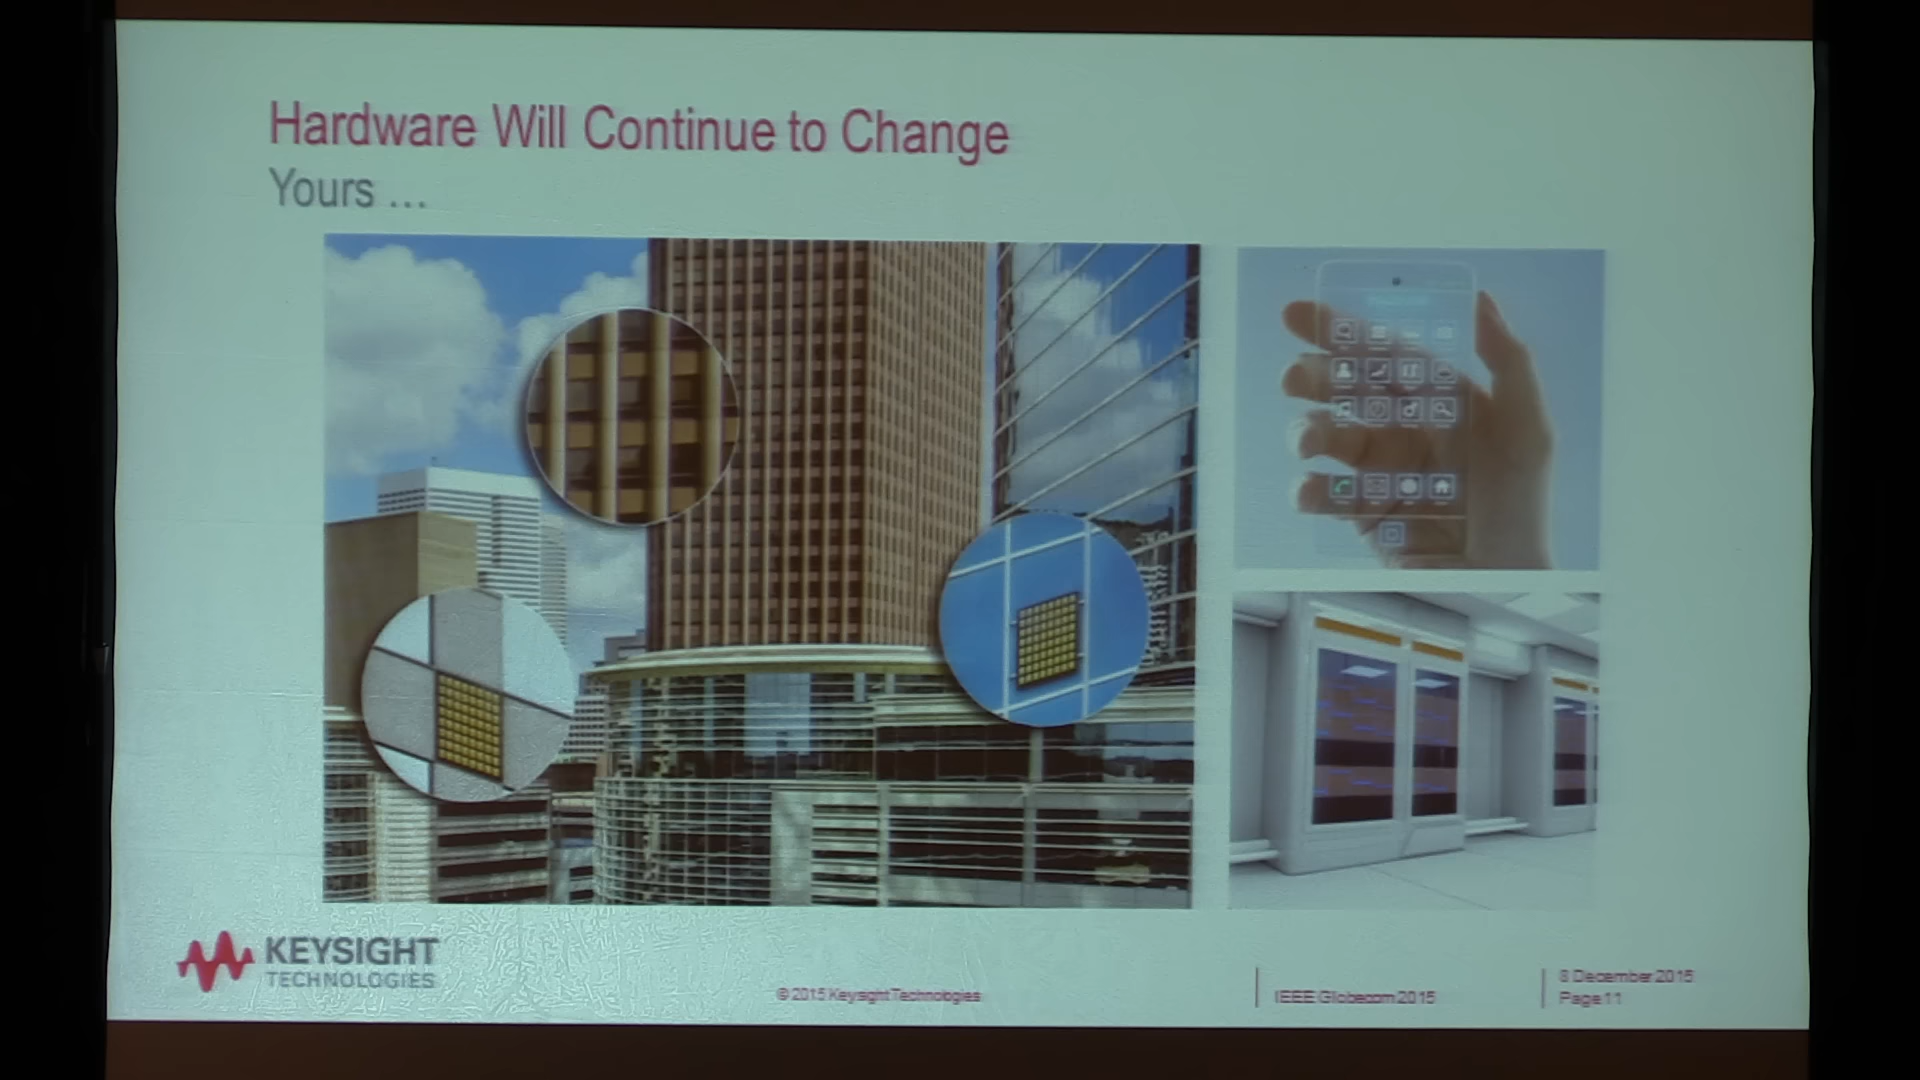 Hardware Will Continue to Change
Yours ...
KEYSIGHT
TECHNOLOGIES
© 2015 Keysight Technologies
IEEE Globecom 2015
8 December 2015
Page 11